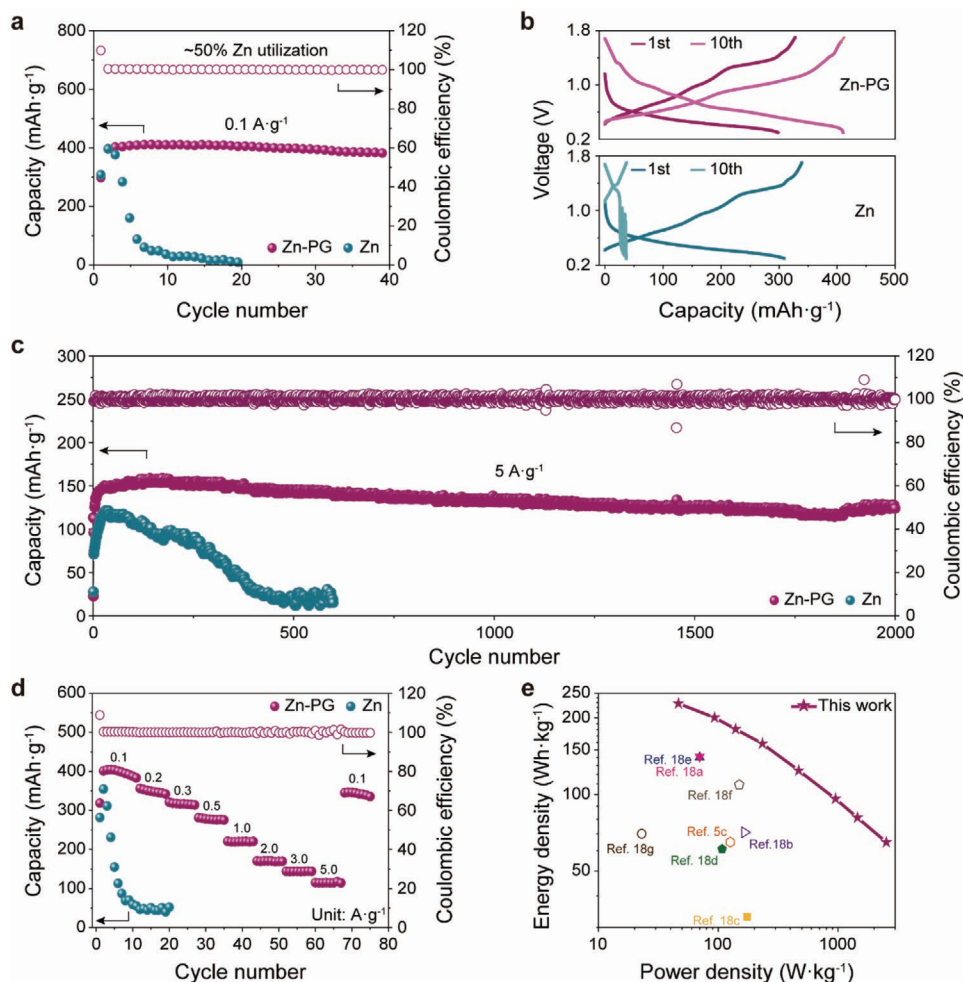 a
800
700
600
500
400
300
200
100
0
120
100
80
60
40
20
0
~50% Zn utilization
0.1 A·g⁻¹
Zn-PG
Zn
0
10
20
30
40
Capacity (mAh·g⁻¹)
Coulombic efficiency (%)
Cycle number
b
1st
10th
Zn-PG
1st
10th
Zn
1.8
1.0
0.2
1.8
1.0
0.2
Voltage (V)
0
100
200
300
400
500
Capacity (mAh·g⁻¹)
c
300
250
200
150
100
50
0
120
100
80
60
40
20
0
5 A·g⁻¹
Zn-PG
Zn
0
500
1000
1500
2000
Capacity (mAh·g⁻¹)
Coulombic efficiency (%)
Cycle number
d
600
500
400
300
200
150
50
0
120
100
80
60
40
20
0
Zn-PG
Zn
0.1
0.2
0.3
0.5
1.0
2.0
3.0
5.0
0.1
Unit: A·g⁻¹
0
5
10
15
20
25
30
35
40
50
60
70
80
Capacity (mAh·g⁻¹)
Coulombic efficiency (%)
Cycle number
e
This work
250
200
150
100
50
Ref. 18e
Ref. 18a
Ref. 18f
Ref. 5c
Ref.18b
Ref. 18g
Ref. 18d
Ref. 18c
10
100
1000
Energy density (Wh·kg⁻¹)
Power density (W·kg⁻¹)